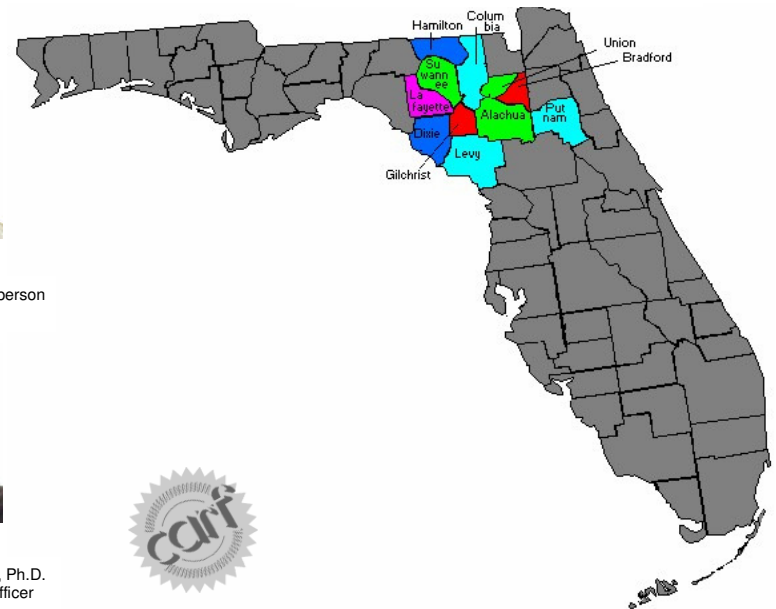 Hamilton
Colum
bia
Union
Bradford
Su
wann
ee
La
fayette
Alachua
Put
nam
Dixie
Levy
Gilchrist
person
, Ph.D.
fficer
carf